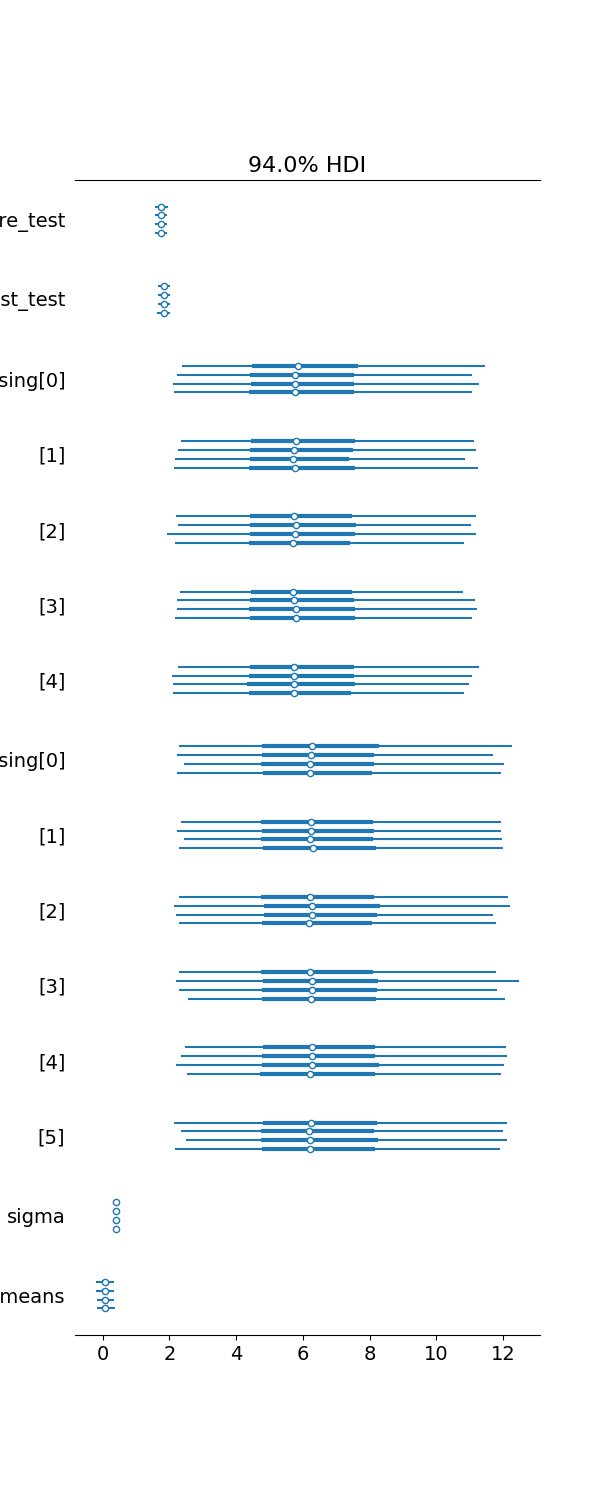 94.0% HDI
re_test
st_test
sing[0]
[1]
[2]
[3]
[4]
sing[0]
[1]
[2]
[3]
[4]
[5]
sigma
means
0 2 4 6 8 10 12